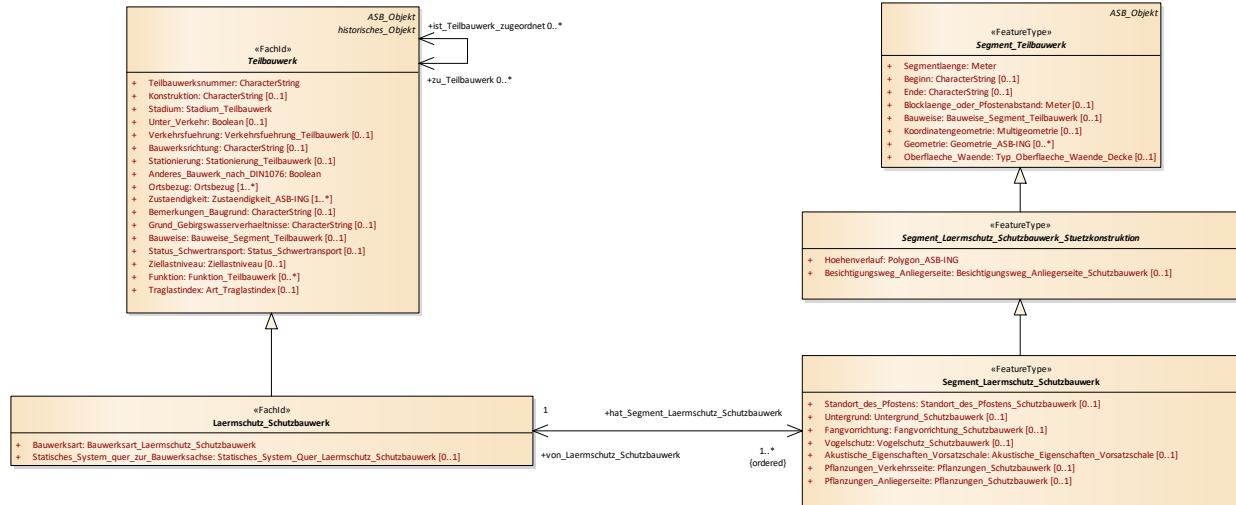 ASB_Objekt
historisches_Objekt
«FachId»
Teilbauwerk
+ Teilbauwerksnummer: CharacterString
+ Konstruktion: CharacterString [0..1]
+ Stadium: Stadium_Teilbauwerk
+ Unter_Verkehr: Boolean [0..1]
+ Verkehrsfuehrung: Verkehrsfuehrung_Teilbauwerk [0..1]
+ Bauwerksrichtung: CharacterString [0..1]
+ Stationierung: Stationierung_Teilbauwerk [0..1]
+ Anderes_Bauwerk_nach_DIN1076: Boolean
+ Ortsbezug: Ortsbezug [1..*]
+ Zustaendigkeit: Zustaendigkeit_ASB-ING [1..*]
+ Bemerkungen_Baugrund: CharacterString [0..1]
+ Grund_Gebirgswasserverhaeltnisse: CharacterString [0..1]
+ Bauweise: Bauweise_Segment_Teilbauwerk [0..1]
+ Status_Schwertransport: Status_Schwertransport [0..1]
+ Ziellastniveau: Ziellastniveau [0..1]
+ Funktion: Funktion_Teilbauwerk [0..*]
+ Traglastindex: Art_Traglastindex [0..1]
+ist_Teilbauwerk_zugeordnet 0..*
+zu_Teilbauwerk 0..*
ASB_Objekt
«FeatureType»
Segment_Teilbauwerk
+ Segmentlaenge: Meter
+ Beginn: CharacterString [0..1]
+ Ende: CharacterString [0..1]
+ Blocklaenge_oder_Pfostenabstand: Meter [0..1]
+ Bauweise: Bauweise_Segment_Teilbauwerk [0..1]
+ Koordinatengeometrie: Multigeometrie [0..1]
+ Geometrie: Geometrie_ASB-ING [0..*]
+ Oberflaeche_Waende: Typ_Oberflaeche_Waende_Decke [0..1]
«FeatureType»
Segment_Laermschutz_Schutzbauwerk_Stuetzkonstruktion
+ Hoehenverlauf: Polygon_ASB-ING
+ Besichtigungsweg_Anliegerseite: Besichtigungsweg_Anliegerseite_Schutzbauwerk [0..1]
«FachId»
Laermschutz_Schutzbauwerk
+ Bauwerksart: Bauwerksart_Laermschutz_Schutzbauwerk
+ Statisches_System_quer_zur_Bauwerksachse: Statisches_System_Quer_Laermschutz_Schutzbauwerk [0..1]
1
+hat_Segment_Laermschutz_Schutzbauwerk
+von_Laermschutz_Schutzbauwerk
1..*
{ordered}
«FeatureType»
Segment_Laermschutz_Schutzbauwerk
+ Standort_des_Pfostens: Standort_des_Pfostens_Schutzbauwerk [0..1]
+ Untergrund: Untergrund_Schutzbauwerk [0..1]
+ Fangvorrichtung: Fangvorrichtung_Schutzbauwerk [0..1]
+ Vogelschutz: Vogelschutz_Schutzbauwerk [0..1]
+ Akustische_Eigenschaften_Vorsatzschale: Akustische_Eigenschaften_Vorsatzschale [0..1]
+ Pflanzungen_Verkehrsseite: Pflanzungen_Schutzbauwerk [0..1]
+ Pflanzungen_Anliegerseite: Pflanzungen_Schutzbauwerk [0..1]